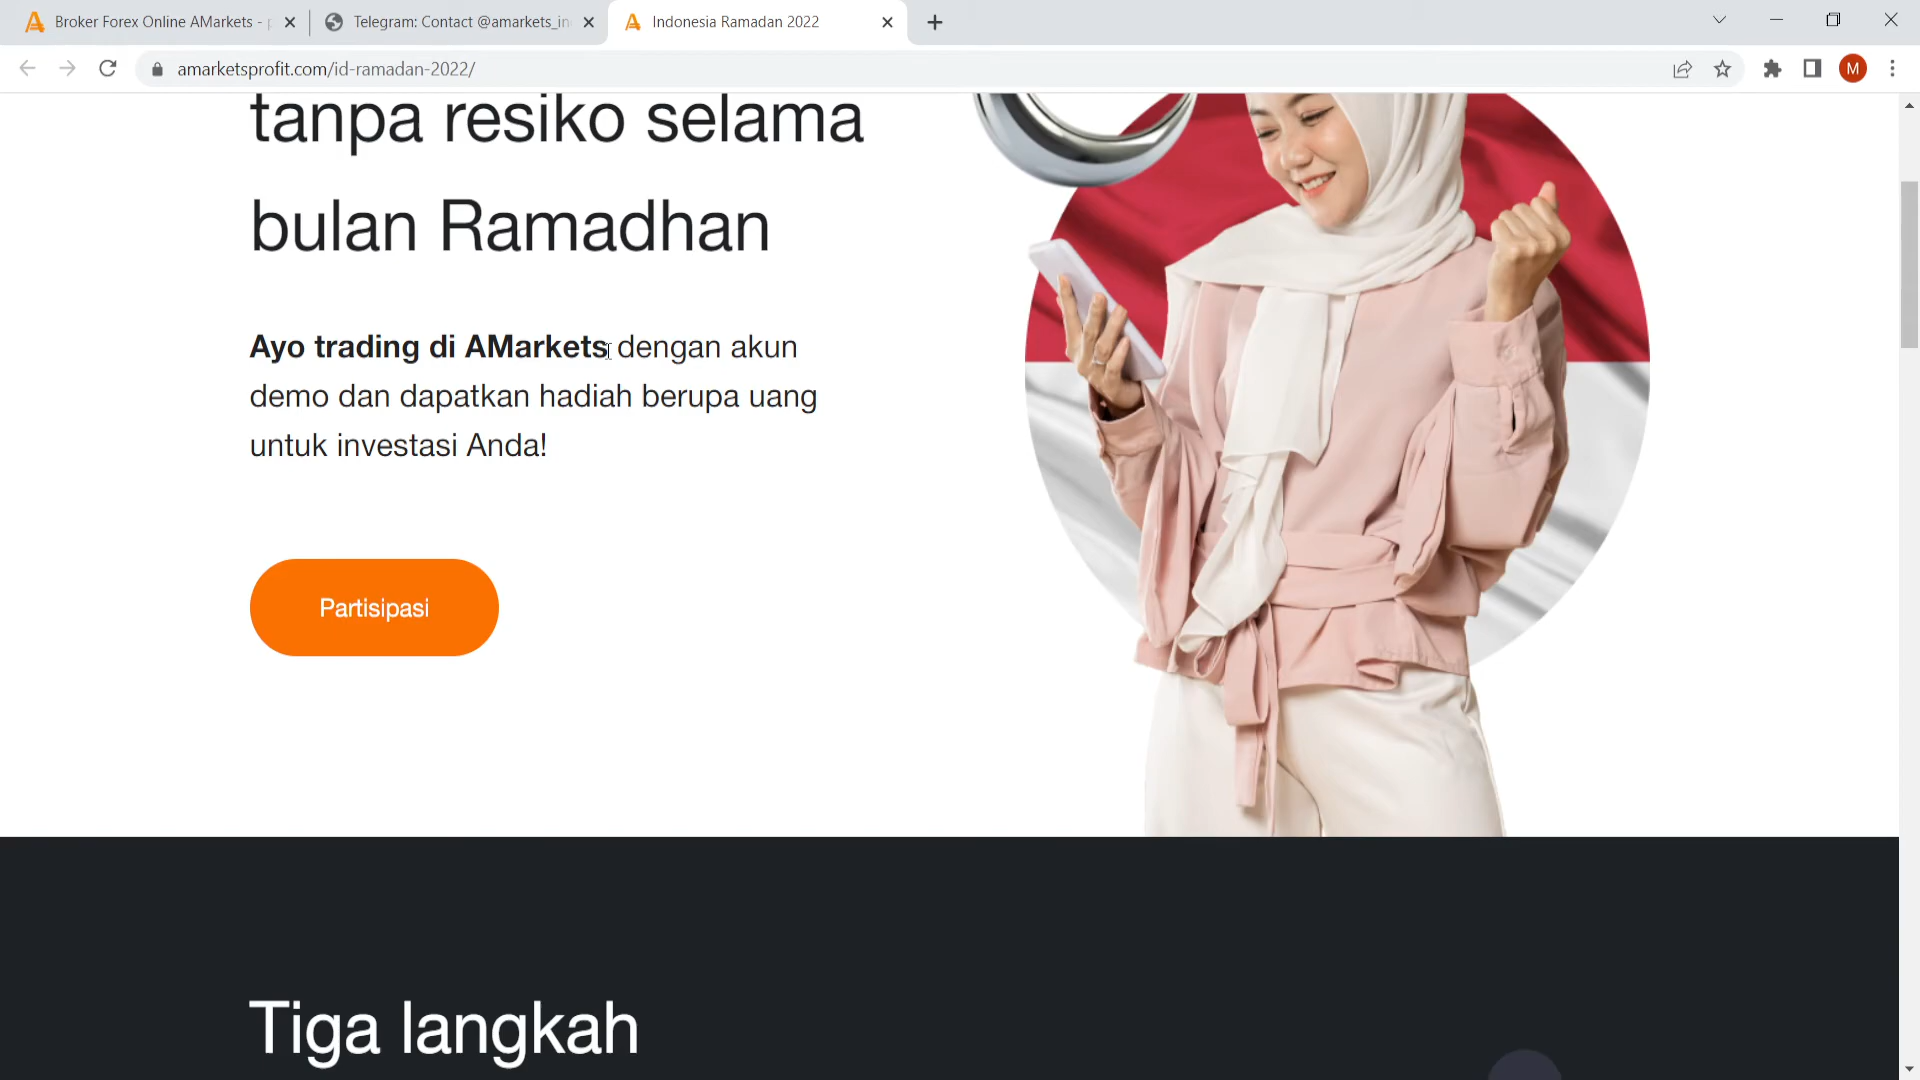 Broker Forex Online AMarkets -
Telegram: Contact @amarkets_in
Indonesia Ramadan 2022
amarketsprofit.com/id-ramadan-2022/
M
tanpa resiko selama
bulan Ramadhan
Ayo trading di AMarkets dengan akun
demo dan dapatkan hadiah berupa uang
untuk investasi Anda!
Partisipasi
Tiga langkah